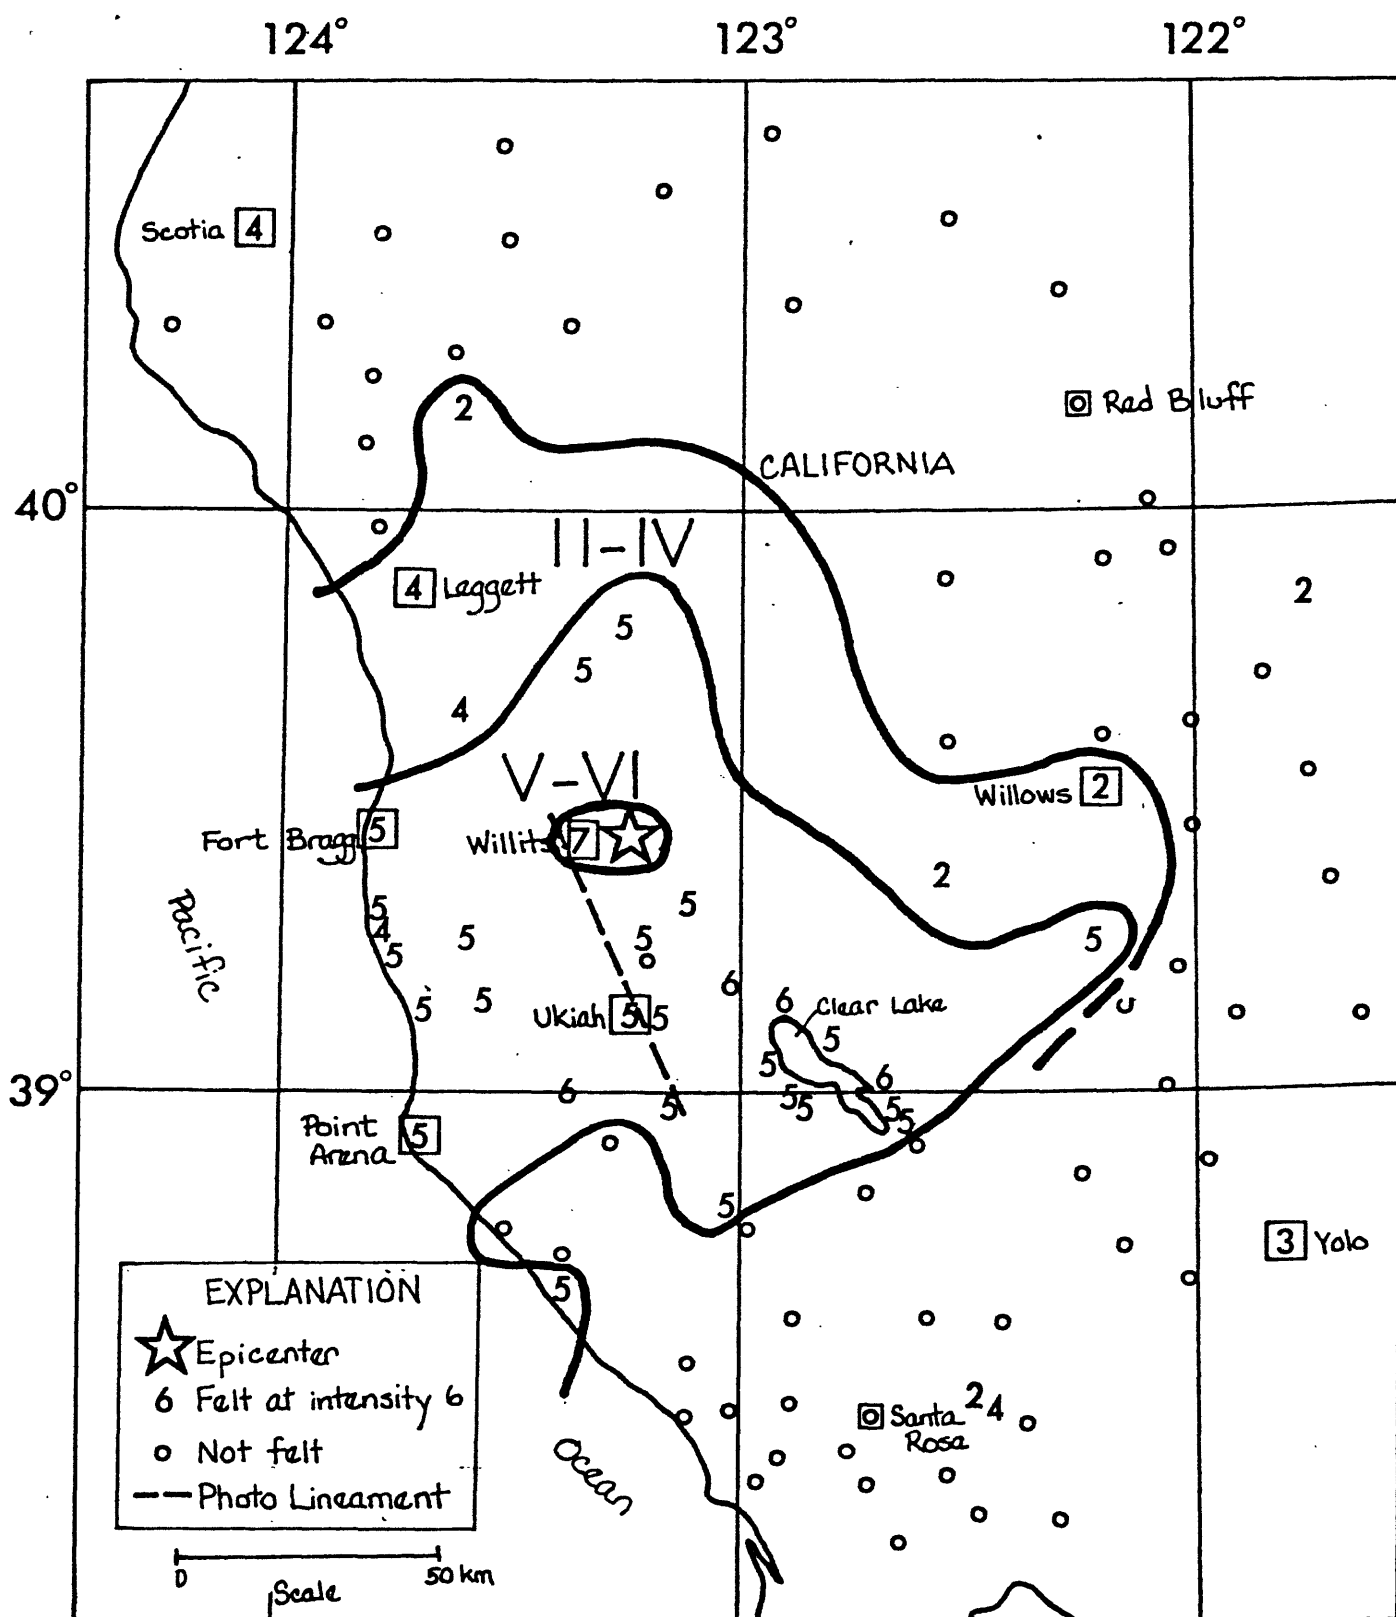 124° 123° 122°
Scotia 4
2
Red Bluff
CALIFORNIA
40°
II-IV
4 Leggett
2
5
5
4
V-VI
Willows 2
Fort Bragg 5
Willits 7
2
5
5
4
5
5
5
5
5
6
6
Clear Lake
5
5
Pacific
Ukiah 5 5
5
5
6
39°
6
5
5 5
5
5
Point
Arena 5
5
3 Yolo
5
EXPLANATION
Epicenter
6 Felt at intensity 6
Not felt
Photo Lineament
Santa
Rosa
2 4
Ocean
0 50 km
Scale